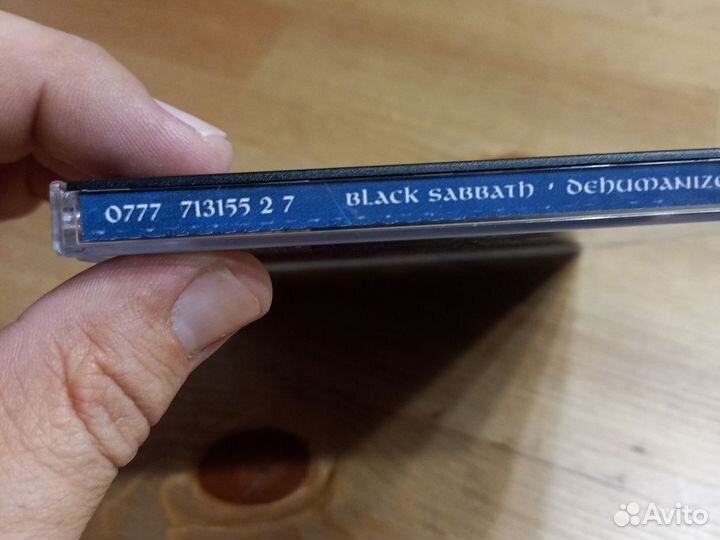 0777 713155 2 7 BLACK SABBATH · DEHUMANIZE
Avito